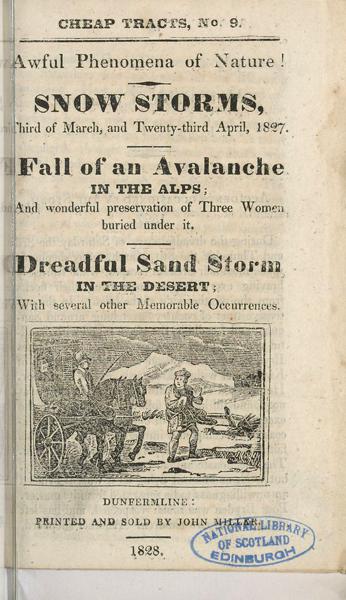 CHEAP TRACTS, No. 9.
Awful Phenomena of Nature!
SNOW STORMS,
Third of March, and Twenty-third April, 1827.
Fall of an Avalanche
IN THE ALPS;
And wonderful preservation of Three Women
buried under it.
Dreadful Sand Storm
IN THE DESERT;
With several other Memorable Occurrences.
DUNFERMLINE:
PRINTED AND SOLD BY JOHN MILLER.
1828.
NATIONAL LIBRARY
OF SCOTLAND
EDINBURGH